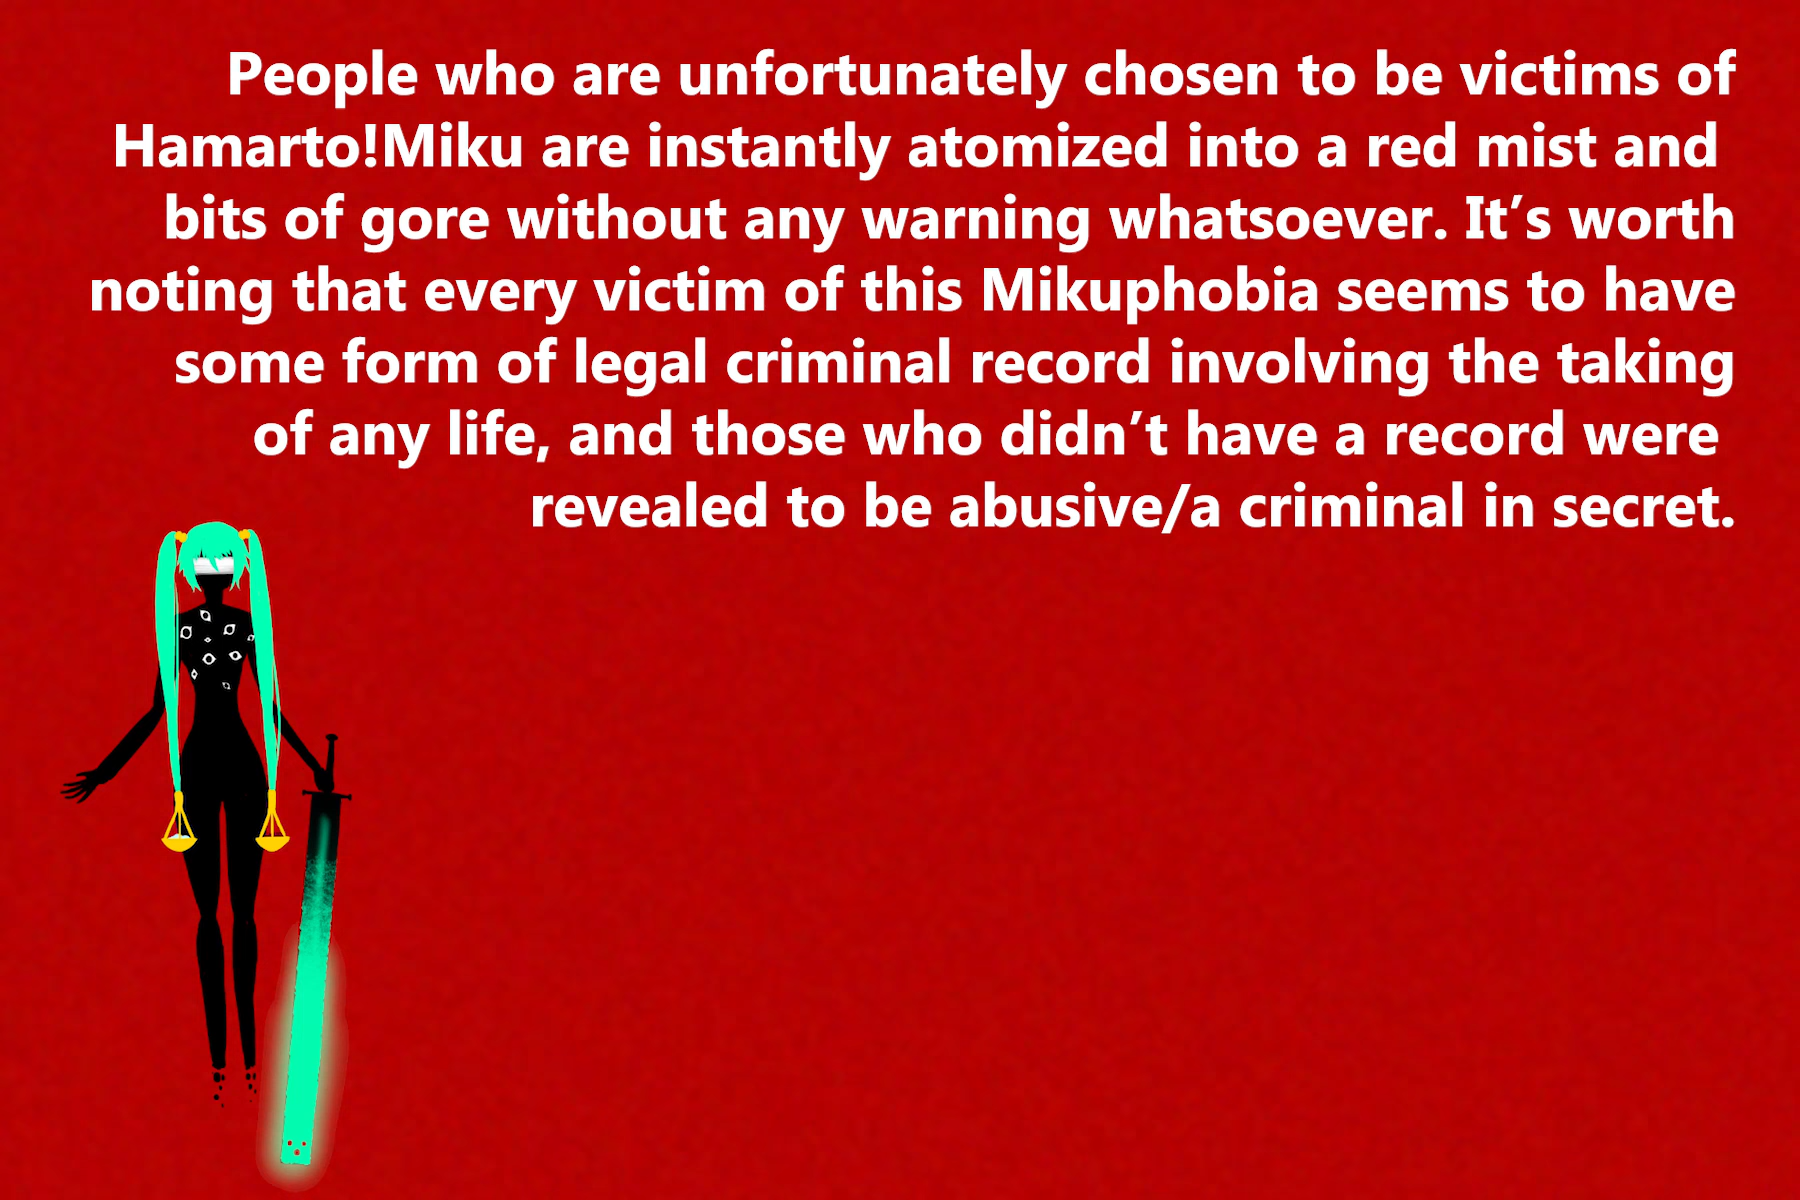 People who are unfortunately chosen to be victims of
Hamarto!Miku are instantly atomized into a red mist and
bits of gore without any warning whatsoever. It’s worth
noting that every victim of this Mikuphobia seems to have
some form of legal criminal record involving the taking
of any life, and those who didn’t have a record were
revealed to be abusive/a criminal in secret.